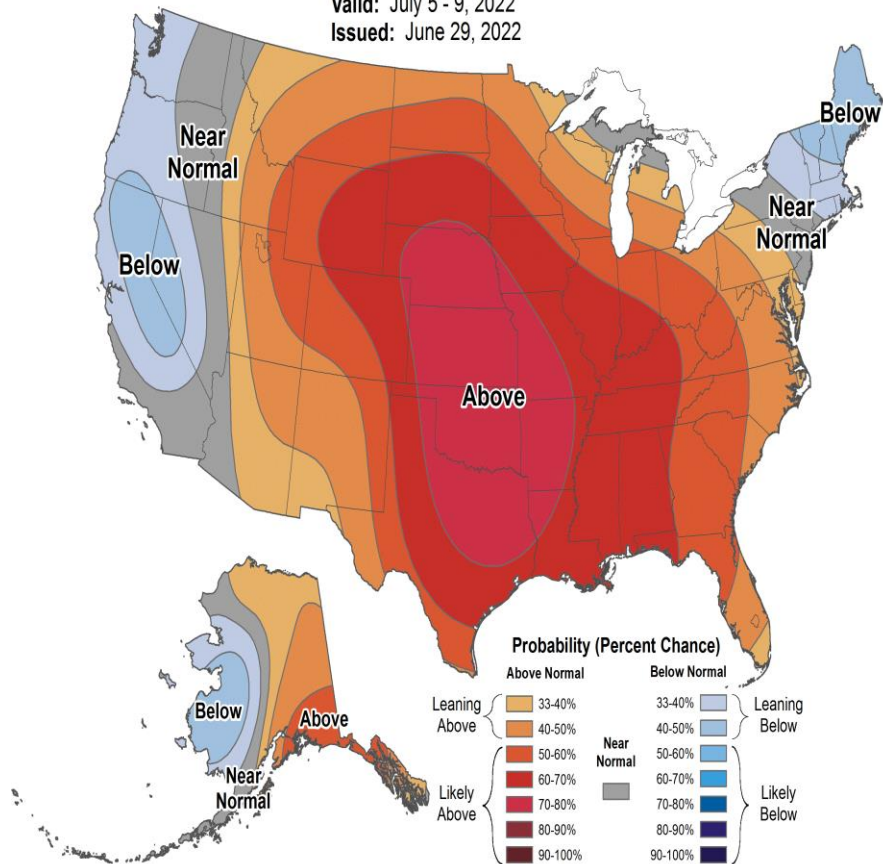 Valid: July 5 - 9, 2022
Issued: June 29, 2022
Below
Near
Normal
Near
Normal
Below
Above
Below
Above
Near
Normal
Probability (Percent Chance)
Above Normal
Below Normal
Leaning
Above
33-40%
40-50%
Likely
Above
50-60%
60-70%
70-80%
80-90%
90-100%
Near
Normal
33-40%
40-50%
Leaning
Below
50-60%
60-70%
70-80%
80-90%
90-100%
Likely
Below